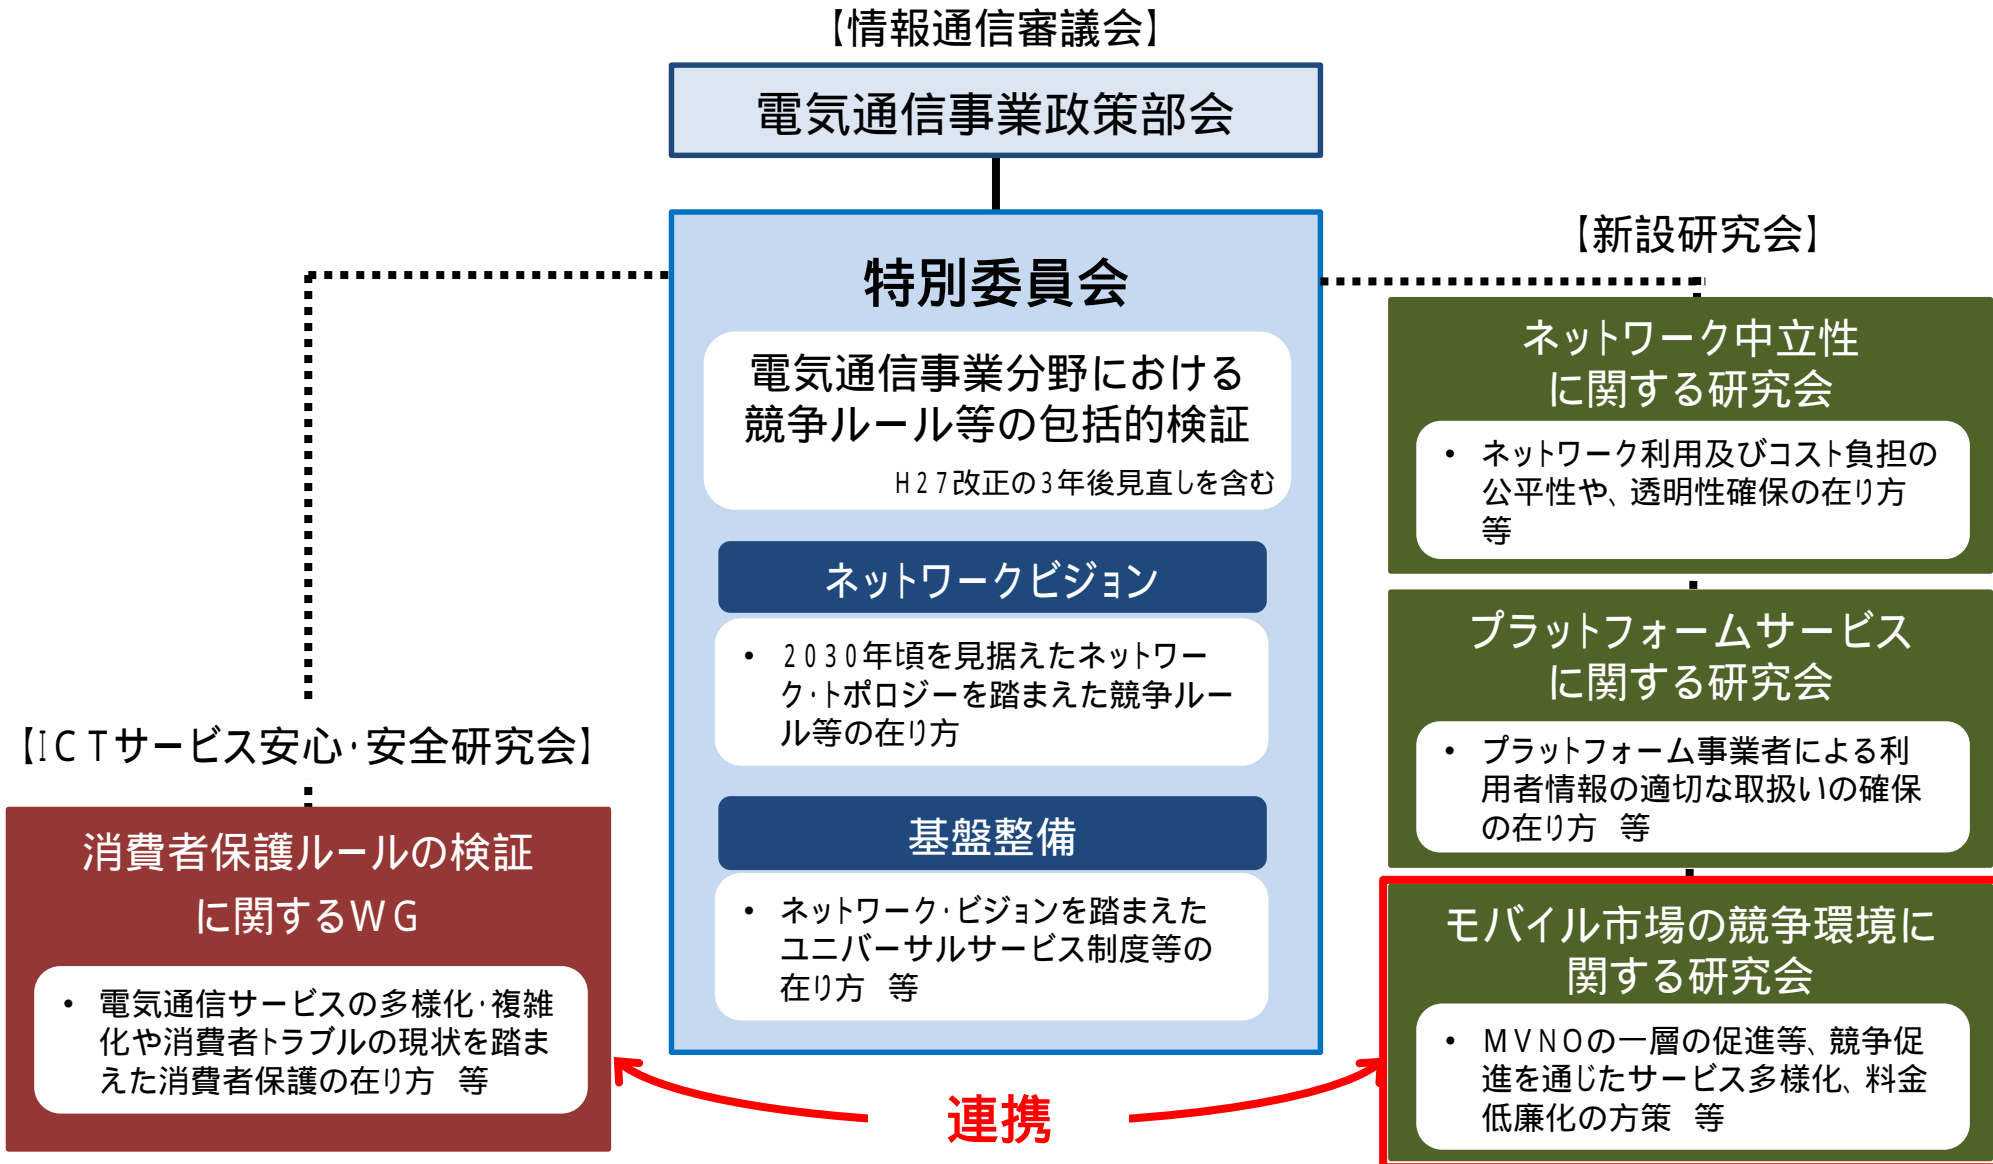 【情報通信審議会】
電気通信事業政策部会
特別委員会
電気通信事業分野における
競争ルール等の包括的検証
H27改正の3年後見直しを含む
ネットワークビジョン
• 2030年頃を見据えたネットワー
ク・トポロジーを踏まえた競争ルー
ル等の在り方
基盤整備
• ネットワーク・ビジョンを踏まえた
ユニバーサルサービス制度等の
在り方 等
【ICTサービス安心・安全研究会】
消費者保護ルールの検証
に関するWG
• 電気通信サービスの多様化・複雑
化や消費者トラブルの現状を踏ま
えた消費者保護の在り方 等
【新設研究会】
ネットワーク中立性
に関する研究会
• ネットワーク利用及びコスト負担の
公平性や、透明性確保の在り方
等
プラットフォームサービス
に関する研究会
• プラットフォーム事業者による利
用者情報の適切な取扱いの確保
の在り方 等
モバイル市場の競争環境に
関する研究会
• MVNOの一層の促進等、競争促
進を通じたサービス多様化、料金
低廉化の方策 等
連携